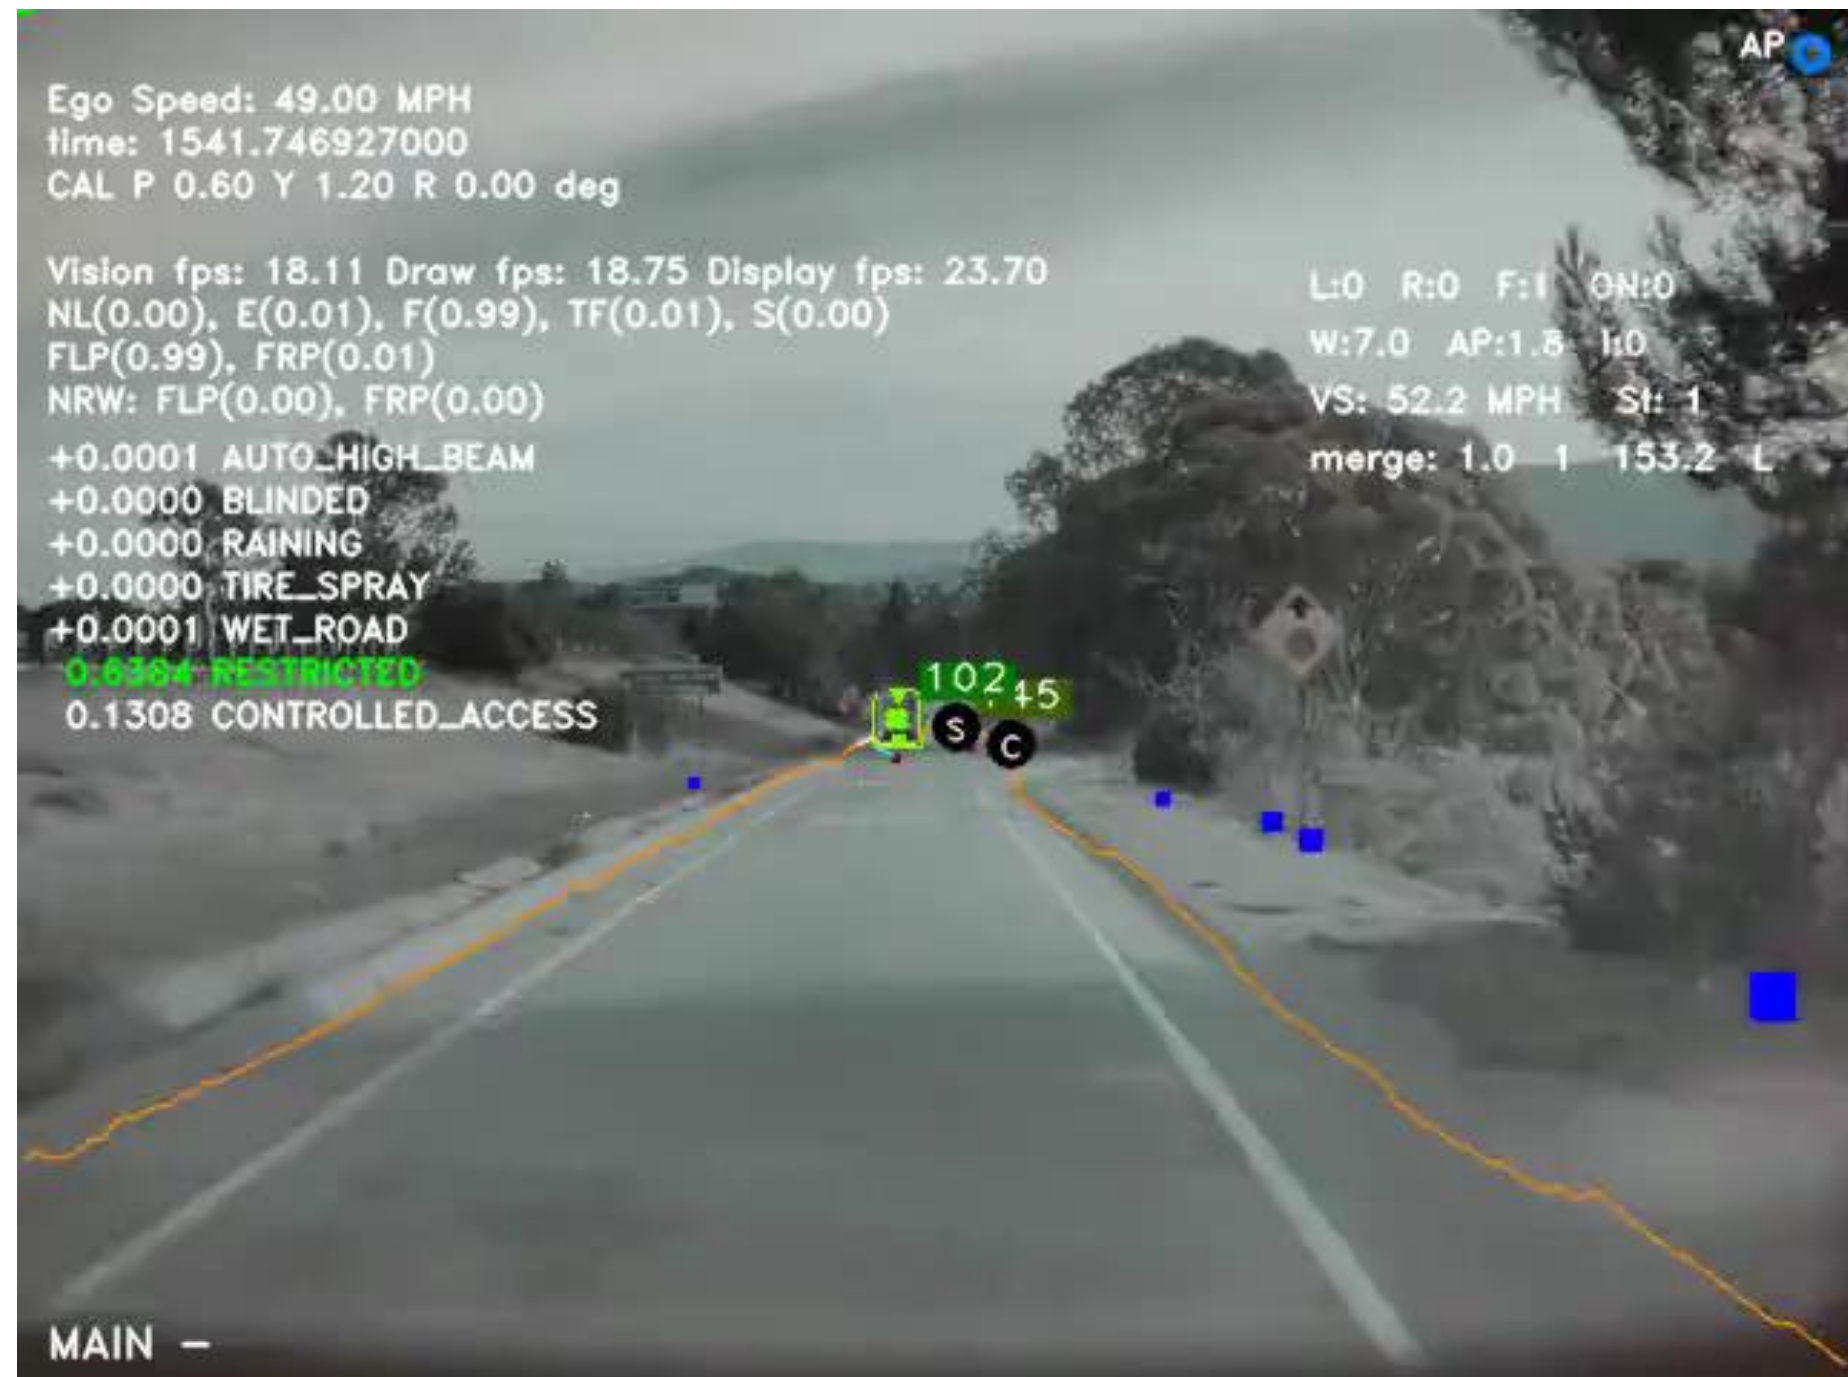 AP
Ego Speed: 49.00 MPH
time: 1541.746927000
CAL P 0.60 Y 1.20 R 0.00 deg
Vision fps: 18.11 Draw fps: 18.75 Display fps: 23.70
L:0 R:0 F:1 ON:0
NL(0.00), E(0.01), F(0.99), TF(0.01), S(0.00)
W:7.0 AP:1.8 I:0
FLP(0.99), FRP(0.01)
NRW: FLP(0.00), FRP(0.00)
VS: 52.2 MPH St: 1
+0.0001 AUTO_HIGH_BEAM
merge: 1.0 1 153.2 L
+0.0000 BLINDED
+0.0000 RAINING
+0.0000 TIRE_SPRAY
+0.0001 WET_ROAD
0.6384 RESTRICTED
102
0.1308 CONTROLLED_ACCESS
S
C
MAIN -